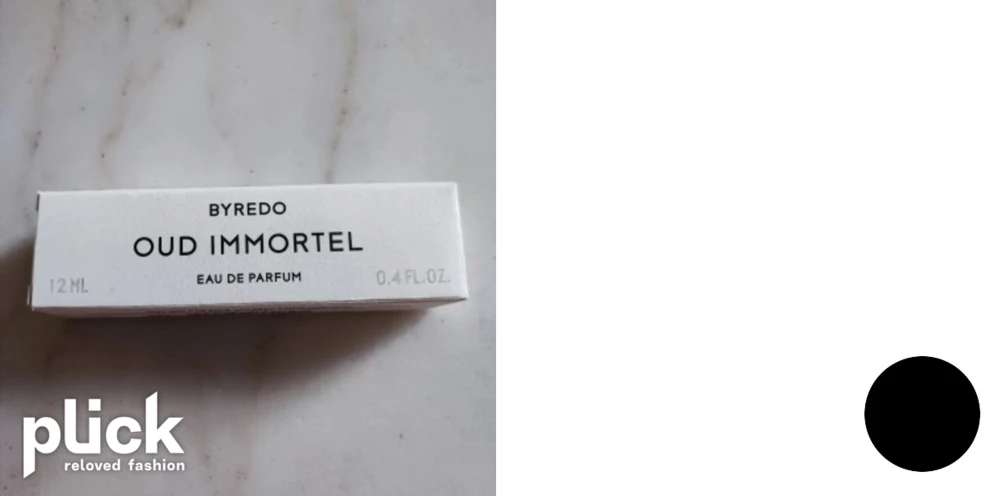 BYREDO
OUD IMMORTEL
EAU DE PARFUM
12 ML
0.4 FL.OZ.
plick
reloved fashion